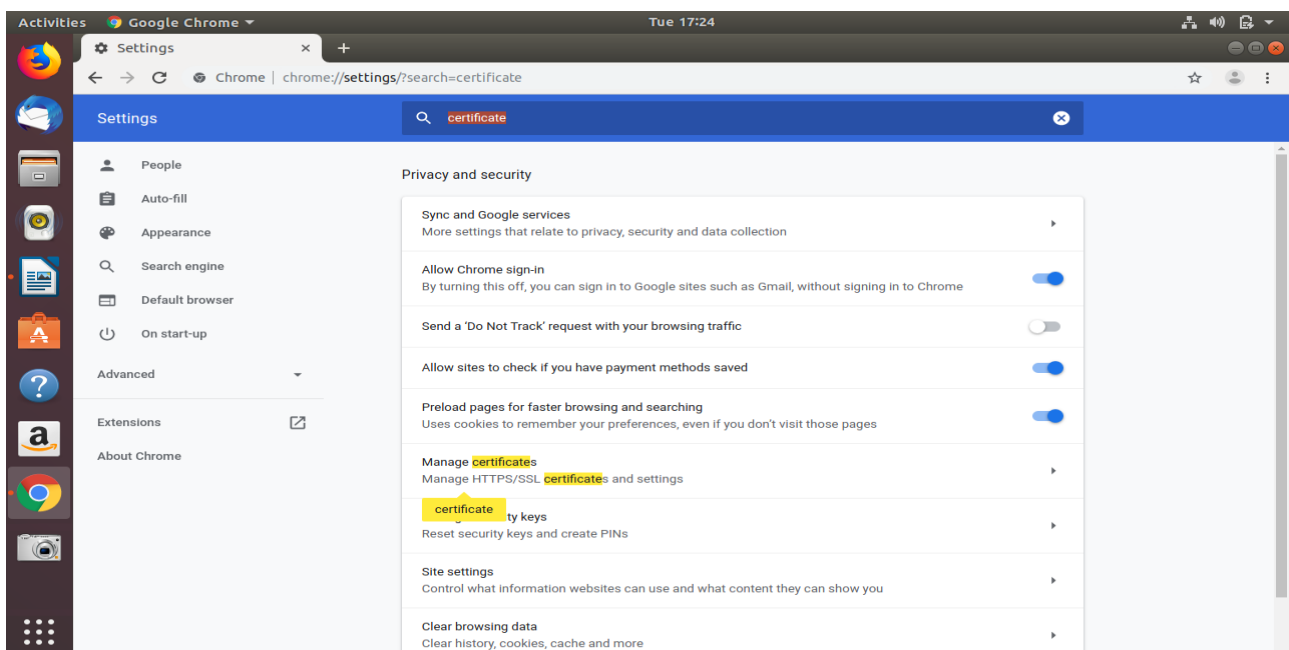 Activities Google Chrome Tue 17:24
Settings
Chrome | chrome://settings/?search=certificate
Settings
certificate
People
Auto-fill
Appearance
Search engine
Default browser
On start-up
Advanced
Extensions
About Chrome
Privacy and security
Sync and Google services
More settings that relate to privacy, security and data collection
Allow Chrome sign-in
By turning this off, you can sign in to Google sites such as Gmail, without signing in to Chrome
Send a 'Do Not Track' request with your browsing traffic
Allow sites to check if you have payment methods saved
Preload pages for faster browsing and searching
Uses cookies to remember your preferences, even if you don't visit those pages
Manage certificates
Manage HTTPS/SSL certificates and settings
certificate
ty keys
Reset security keys and create PINs
Site settings
Control what information websites can use and what content they can show you
Clear browsing data
Clear history, cookies, cache and more